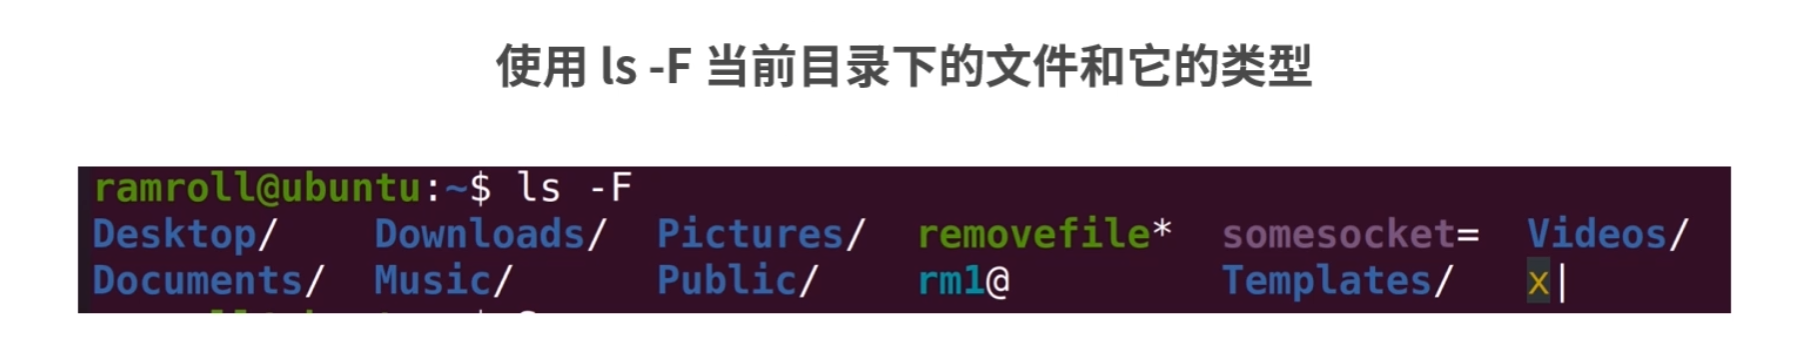 使用 ls -F 当前目录下的文件和它的类型
ramroll@ubuntu:~$ ls -F
Desktop/ Downloads/ Pictures/ removefile* somesocket= Videos/
Documents/ Music/ Public/ rm1@ Templates/ x|